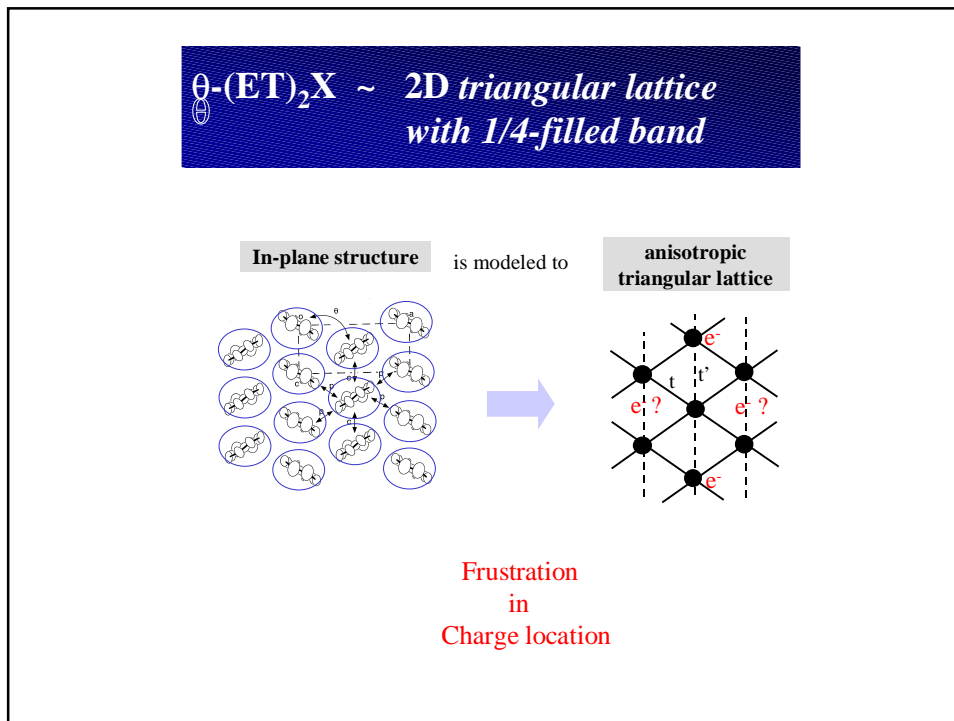 θ-(ET)₂X ~ 2D triangular lattice
with 1/4-filled band
In-plane structure
is modeled to
anisotropic
triangular lattice
θ
o
a
c
c
p
p
p
p
c
t
t'
e-
e- ?
e- ?
e-
Frustration
in
Charge location